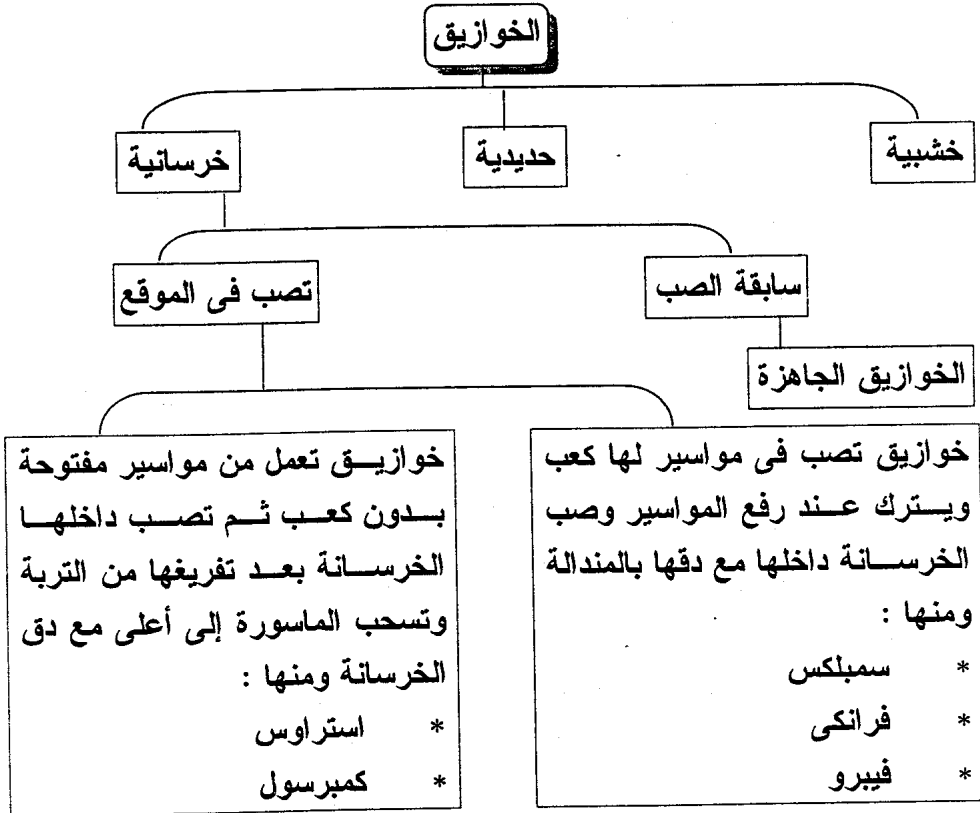 الخوازيق
خشبية
حديدية
خرسانية
سابقة الصب
تصب فى الموقع
الخوازيق الجاهزة
خوازيق تصب فى مواسير لها كعب
ويترك عند رفع المواسير وصب
الخرسانة داخلها مع دقها بالمندالة
ومنها :
* سمبلكس
* فرانكى
* فيبرو
خوازيق تعمل من مواسير مفتوحة
بدون كعب ثم تصب داخلها
الخرسانة بعد تفريغها من التربة
وتسحب الماسورة إلى أعلى مع دق
الخرسانة ومنها :
* استراوس
* كمبرسول